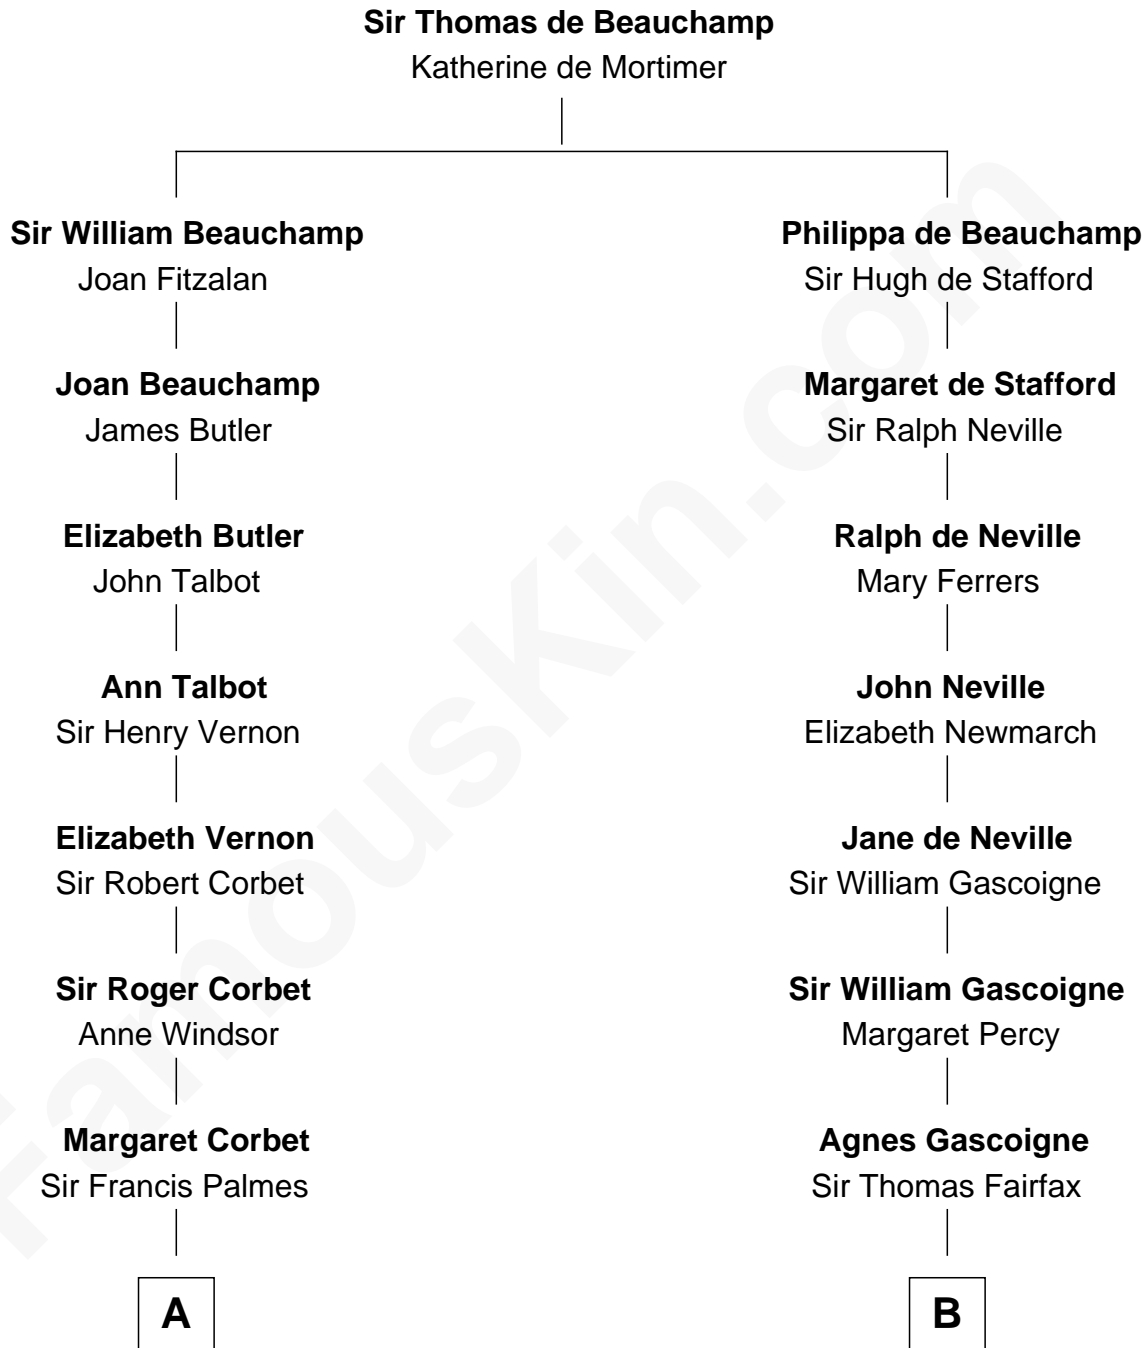 Sir Thomas de Beauchamp
Katherine de Mortimer
Sir William Beauchamp
Joan Fitzalan
Philippa de Beauchamp
Sir Hugh de Stafford
Joan Beauchamp
James Butler
Margaret de Stafford
Sir Ralph Neville
Elizabeth Butler
John Talbot
Ralph de Neville
Mary Ferrers
Ann Talbot
Sir Henry Vernon
John Neville
Elizabeth Newmarch
Elizabeth Vernon
Sir Robert Corbet
Jane de Neville
Sir William Gascoigne
Sir Roger Corbet
Anne Windsor
Sir William Gascoigne
Margaret Percy
Margaret Corbet
Sir Francis Palmes
Agnes Gascoigne
Sir Thomas Fairfax
A
B
FamousKin.com